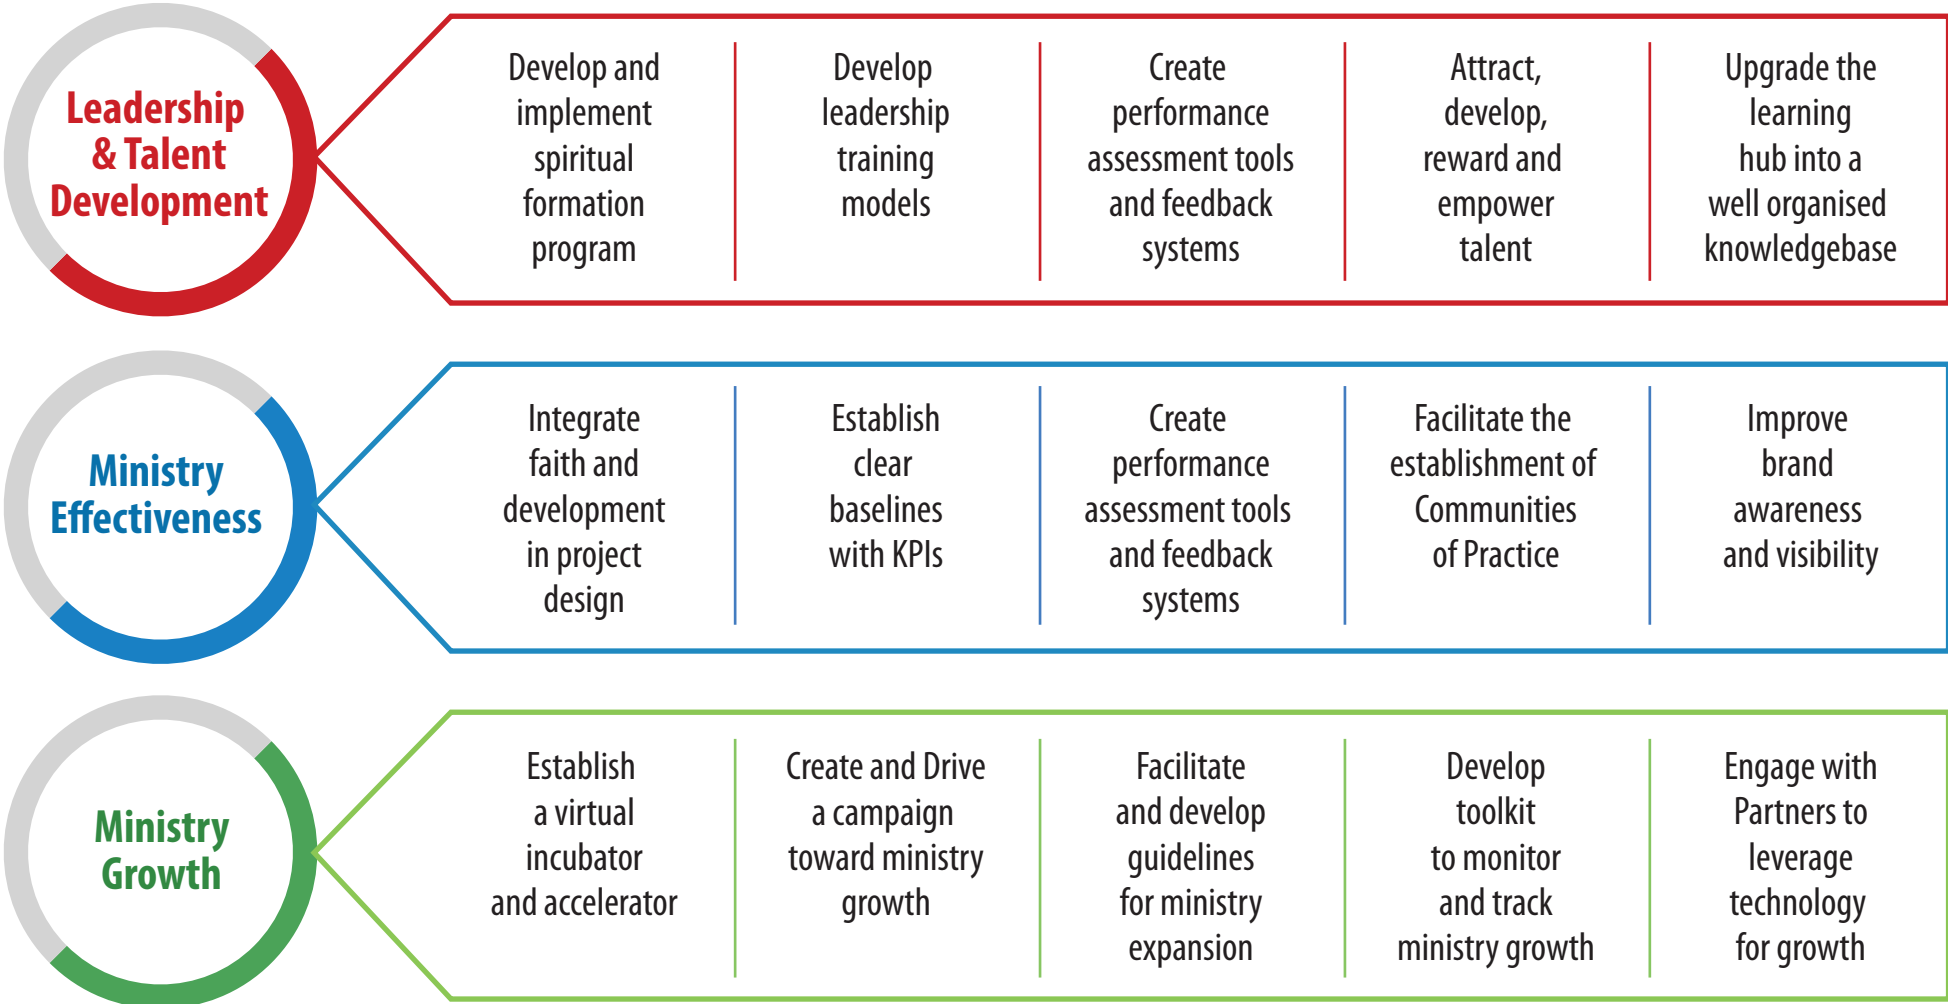 Leadership
& Talent
Development
Develop and
implement
spiritual
formation
program
Develop
leadership
training
models
Create
performance
assessment tools
and feedback
systems
Attract,
develop,
reward and
empower
talent
Upgrade the
learning
hub into a
well organised
knowledgebase
Ministry
Effectiveness
Integrate
faith and
development
in project
design
Establish
clear
baselines
with KPIs
Create
performance
assessment tools
and feedback
systems
Facilitate the
establishment of
Communities
of Practice
Improve
brand
awareness
and visibility
Ministry
Growth
Establish
a virtual
incubator
and accelerator
Create and Drive
a campaign
toward ministry
growth
Facilitate
and develop
guidelines
for ministry
expansion
Develop
toolkit
to monitor
and track
ministry growth
Engage with
Partners to
leverage
technology
for growth